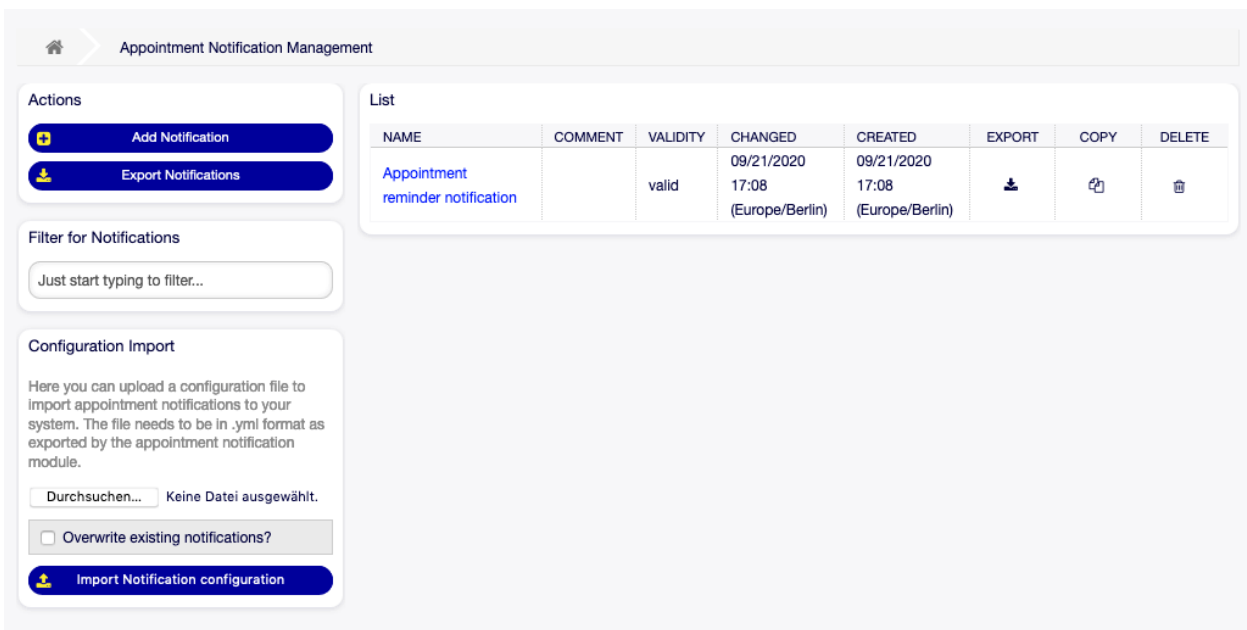 Appointment Notification Management
Actions
Add Notification
Export Notifications
Filter for Notifications
Just start typing to filter...
Configuration Import
Here you can upload a configuration file to
import appointment notifications to your
system. The file needs to be in .yml format as
exported by the appointment notification
module.
Durchsuchen... Keine Datei ausgewählt.
Overwrite existing notifications?
Import Notification configuration
List
NAME COMMENT VALIDITY CHANGED CREATED EXPORT COPY DELETE
Appointment reminder notification valid 09/21/2020 17:08 (Europe/Berlin) 09/21/2020 17:08 (Europe/Berlin)